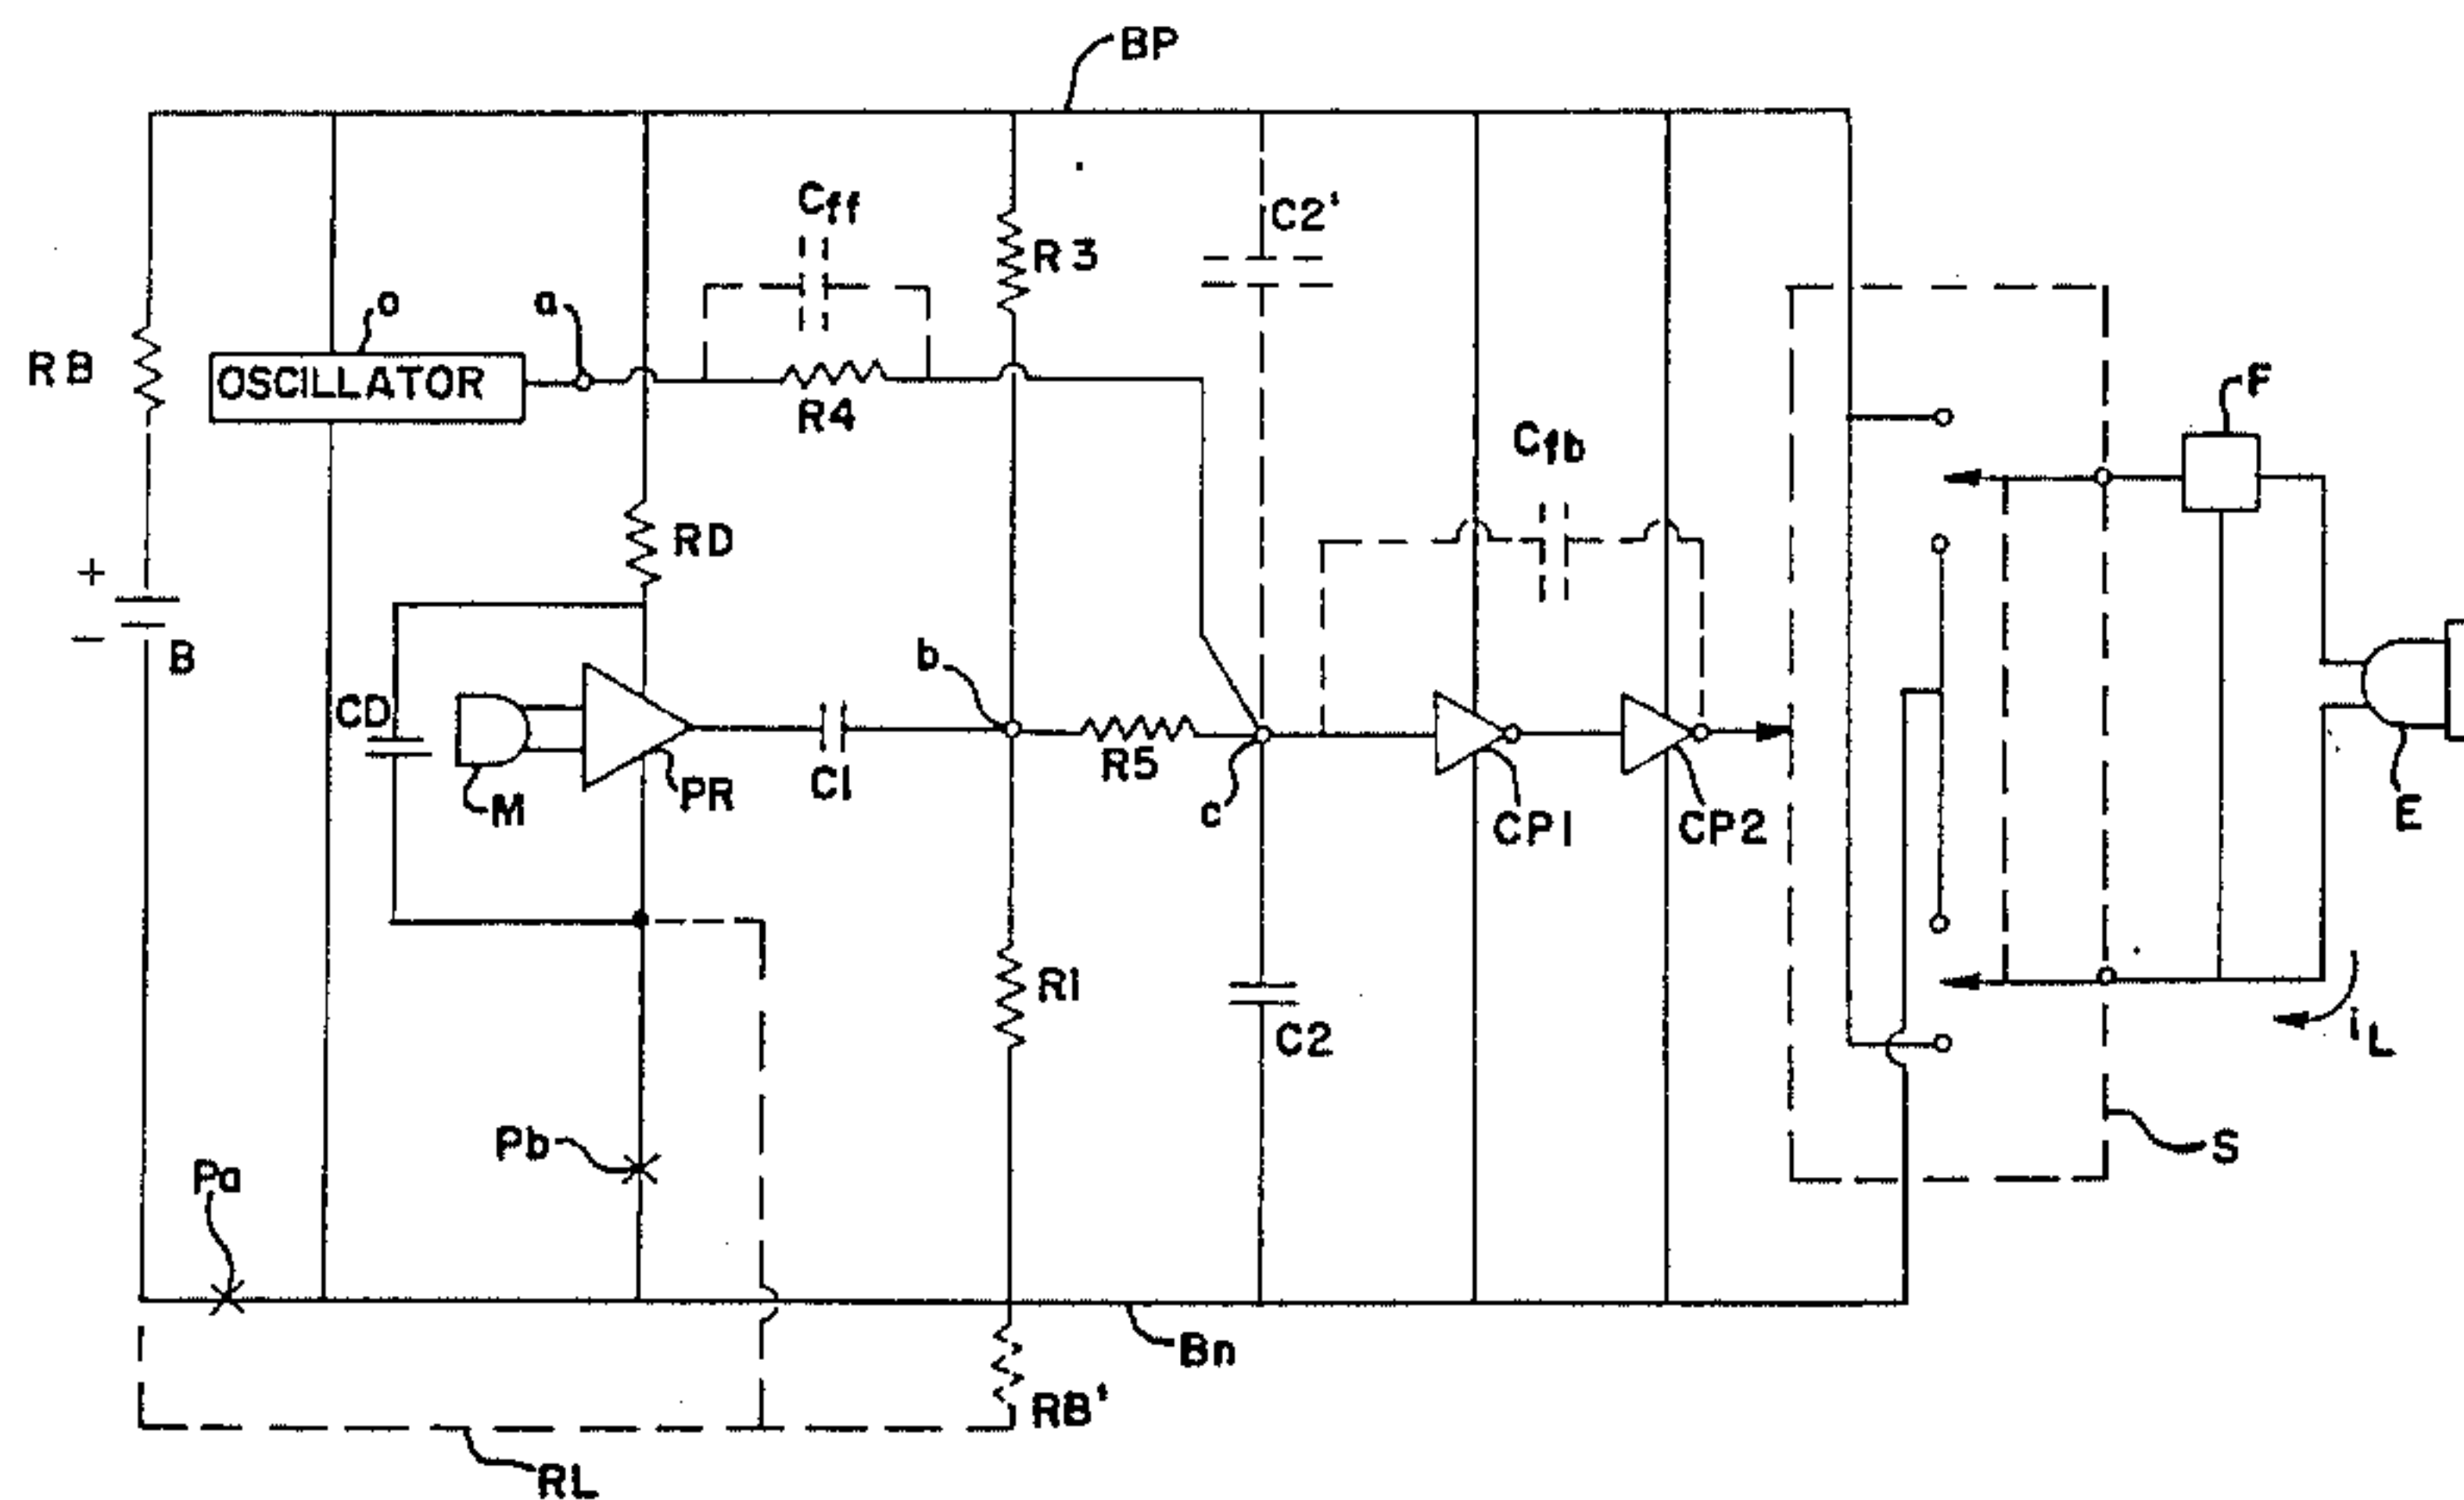 BP
Cff
C2'
R3
o
a
F
RB
OSCILLATOR
R4
Cfb
RD
+
−
B
b
CD
C1
R5
M
PR
c
CP1
CP2
E
R1
C2
iL
Pb
S
Pa
Bn
RB'
RL